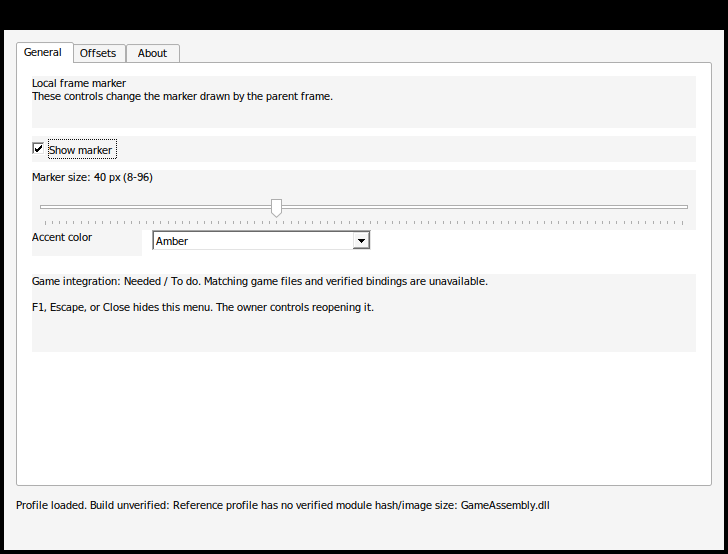 General Offsets About
Local frame marker
These controls change the marker drawn by the parent frame.
Show marker
Marker size: 40 px (8-96)
Accent color Amber
Game integration: Needed / To do. Matching game files and verified bindings are unavailable.
F1, Escape, or Close hides this menu. The owner controls reopening it.
Profile loaded. Build unverified: Reference profile has no verified module hash/image size: GameAssembly.dll